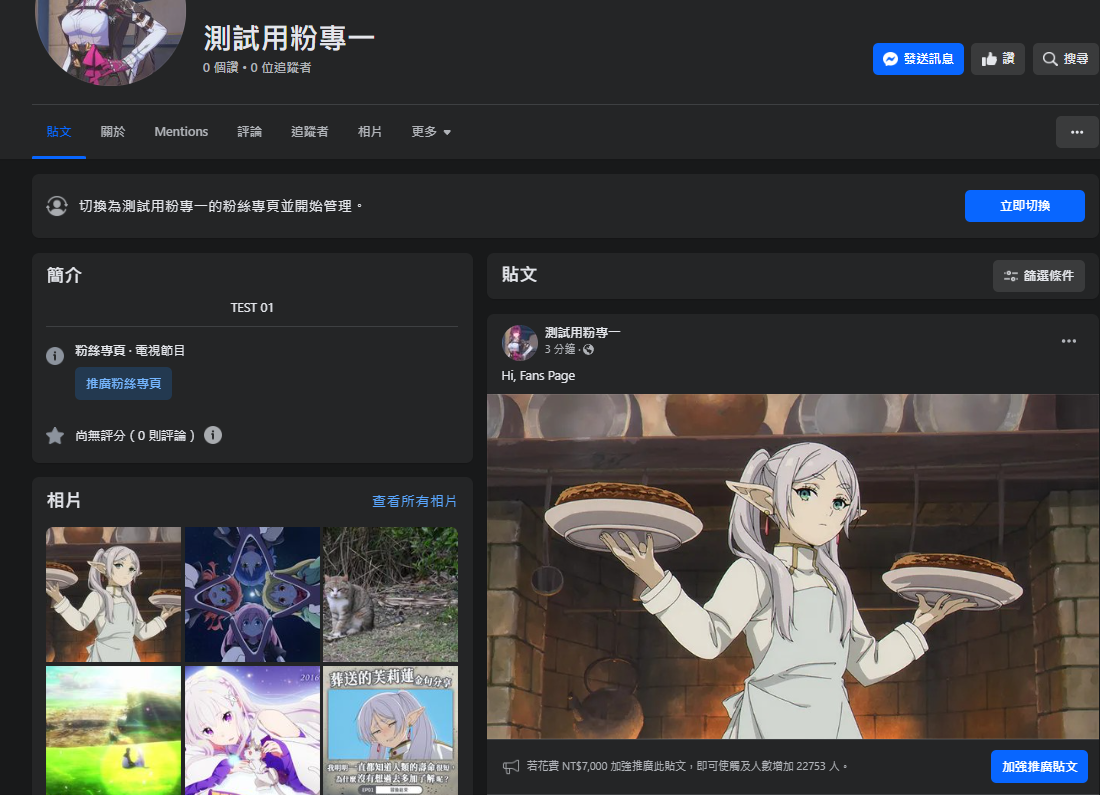 測試用粉專一
0 個讚 • 0 位追蹤者
發送訊息
讚
搜尋
貼文
關於
Mentions
評論
追蹤者
相片
更多
切換為測試用粉專一的粉絲專頁並開始管理。
立即切換
簡介
TEST 01
粉絲專頁 · 電視節目
推廣粉絲專頁
尚無評分 ( 0 則評論 )
相片
查看所有相片
2016
葬送的芙莉蓮
金句分享
我明明一直都知道人類的壽命很短，
為什麼沒有想過去多加了解呢？
貼文
篩選條件
測試用粉專一
3 分鐘 ·
Hi, Fans Page
若花費 NT$7,000 加強推廣此貼文，即可使觸及人數增加 22753 人。
加強推廣貼文